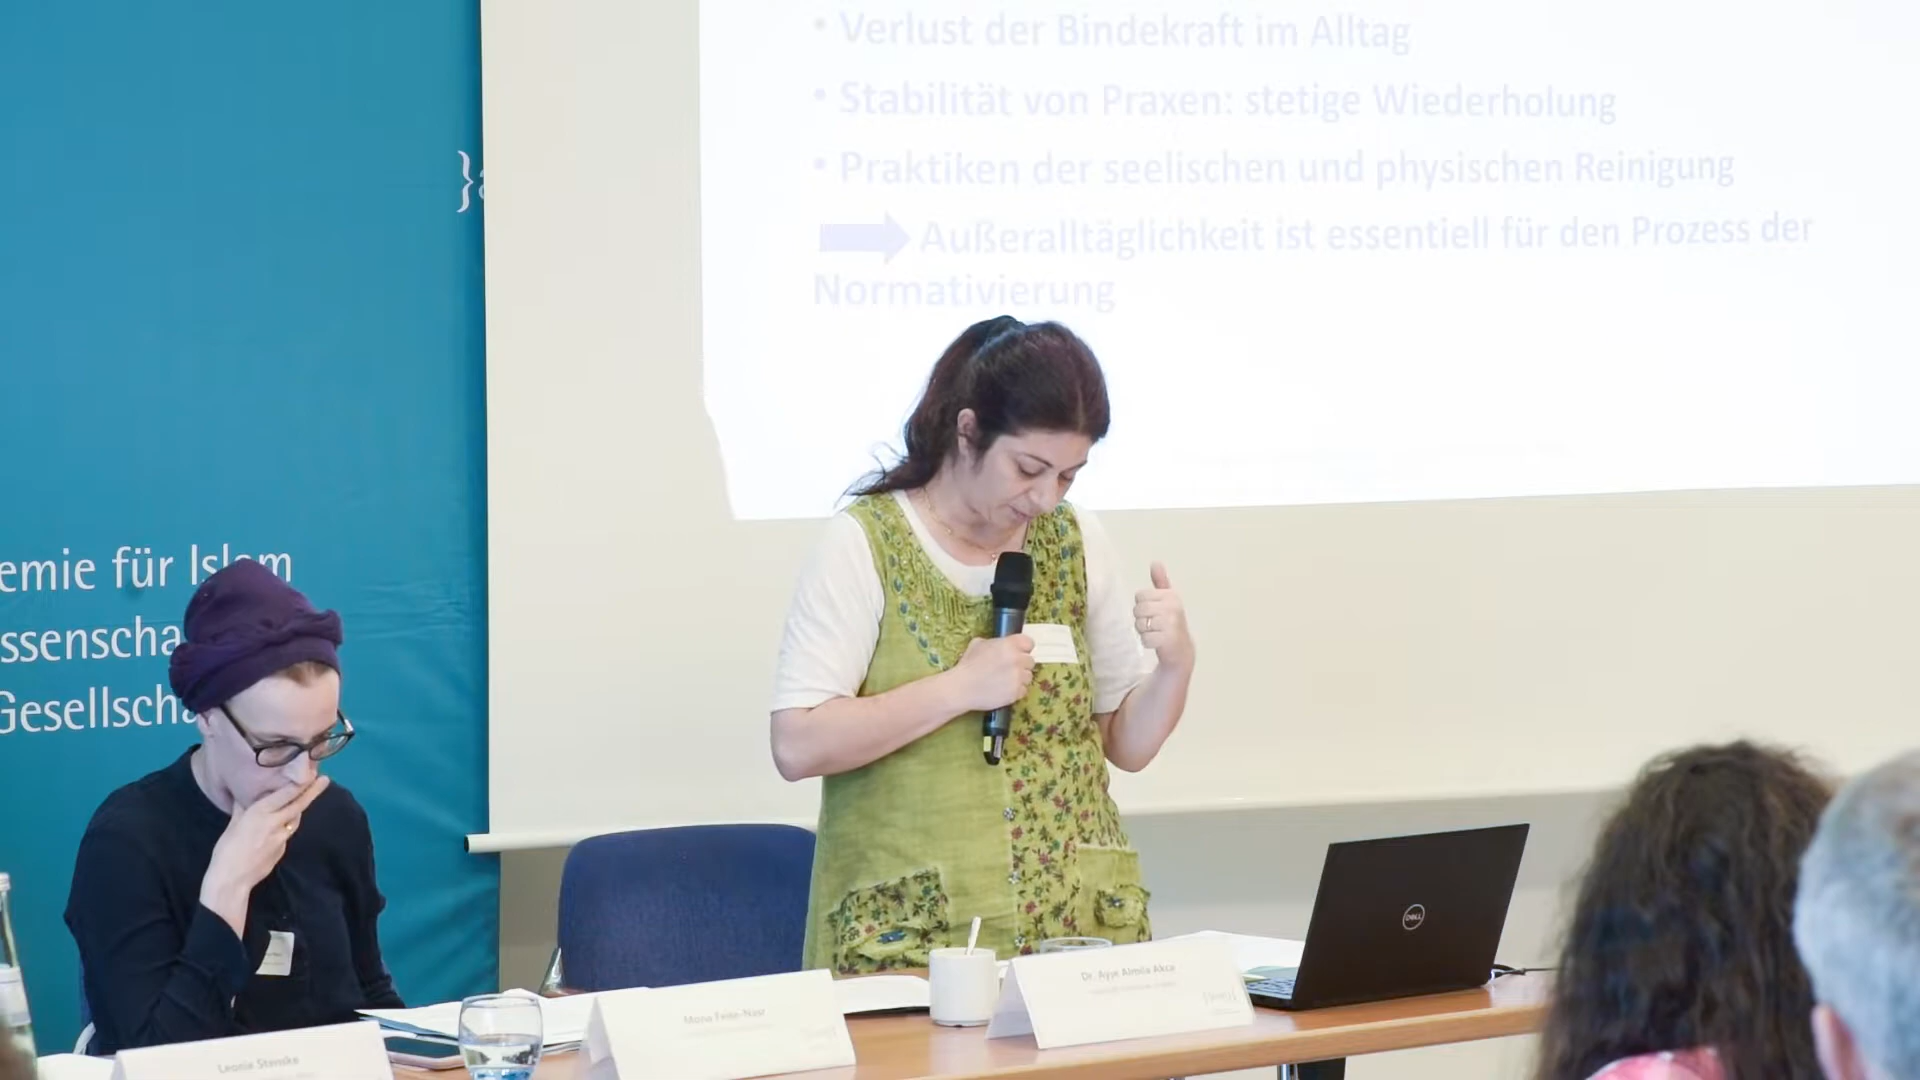 • Verlust der Bindekraft im Alltag
• Stabilität von Praxen: stetige Wiederholung
• Praktiken der seelischen und physischen Reinigung
Außeralltäglichkeit ist essentiell für den Prozess der
Normativierung
}a
emie für Islam
ssenscha
Gesellscha
Dr. Ayşe Almıla Akca
Mona Feise-Nasr
Leonie Stenske
DELL